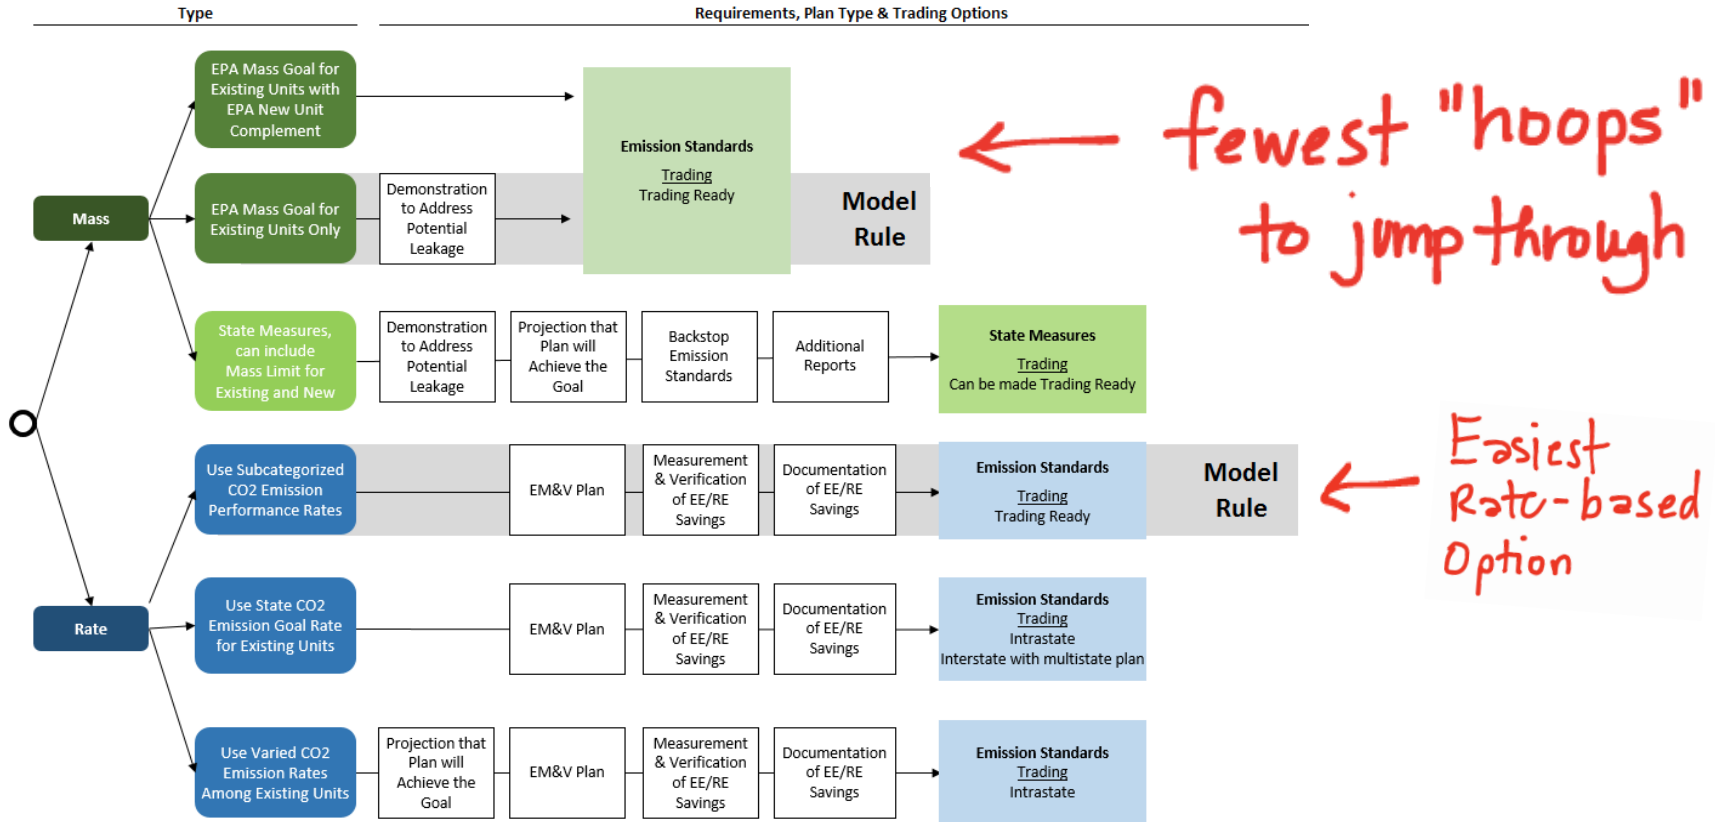 Type
Requirements, Plan Type & Trading Options
EPA Mass Goal for
Existing Units with
EPA New Unit
Complement
Emission Standards
Trading
Trading Ready
fewest "hoops"
to jump through
Mass
EPA Mass Goal for
Existing Units Only
Demonstration
to Address
Potential
Leakage
Model
Rule
State Measures,
can include
Mass Limit for
Existing and New
Demonstration
to Address
Potential
Leakage
Projection that
Plan will
Achieve the
Goal
Backstop
Emission
Standards
Additional
Reports
State Measures
Trading
Can be made Trading Ready
Use Subcategorized
CO2 Emission
Performance Rates
EM&V Plan
Measurement
& Verification
of EE/RE
Savings
Documentation
of EE/RE
Savings
Emission Standards
Trading
Trading Ready
Model
Rule
Easiest
Rate-based
Option
Rate
Use State CO2
Emission Goal Rate
for Existing Units
EM&V Plan
Measurement
& Verification
of EE/RE
Savings
Documentation
of EE/RE
Savings
Emission Standards
Trading
Intrastate
Interstate with multistate plan
Use Varied CO2
Emission Rates
Among Existing Units
Projection that
Plan will
Achieve the
Goal
EM&V Plan
Measurement
& Verification
of EE/RE
Savings
Documentation
of EE/RE
Savings
Emission Standards
Trading
Intrastate